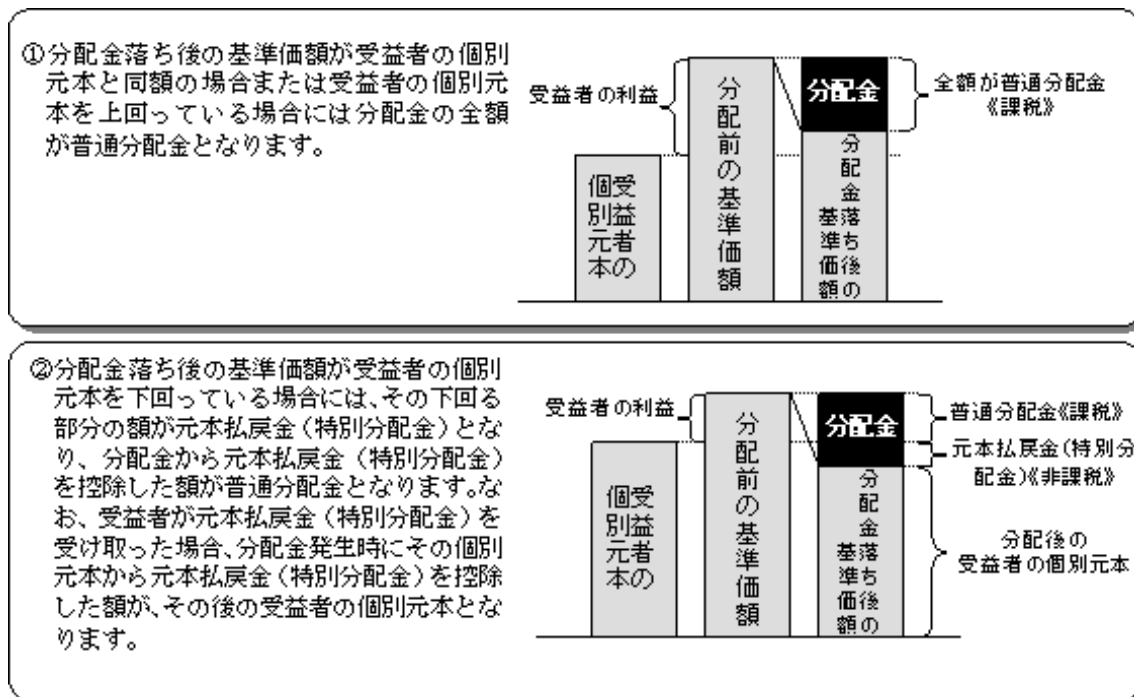 ①分配金落ち後の基準価額が受益者の個別
元本と同額の場合または受益者の個別元
本を上回っている場合には分配金の全額
が普通分配金となります。
受益者の利益
個別元本
受益者の
分配前の基準価額
分配金
基準価額
分配金落ち後の
全額が普通分配金
《課税》
②分配金落ち後の基準価額が受益者の個別
元本を下回っている場合には、その下回る
部分の額が元本払戻金(特別分配金)とな
り、分配金から元本払戻金(特別分配金)
を控除した額が普通分配金となります。な
お、受益者が元本払戻金(特別分配金)を
受け取った場合、分配金発生時にその個別
元本から元本払戻金(特別分配金)を控除
した額が、その後の受益者の個別元本とな
ります。
受益者の利益
個別元本
受益者の
分配前の基準価額
分配金
基準価額
分配金落ち後の
普通分配金《課税》
元本払戻金(特別分
配金)《非課税》
分配後の
受益者の個別元本